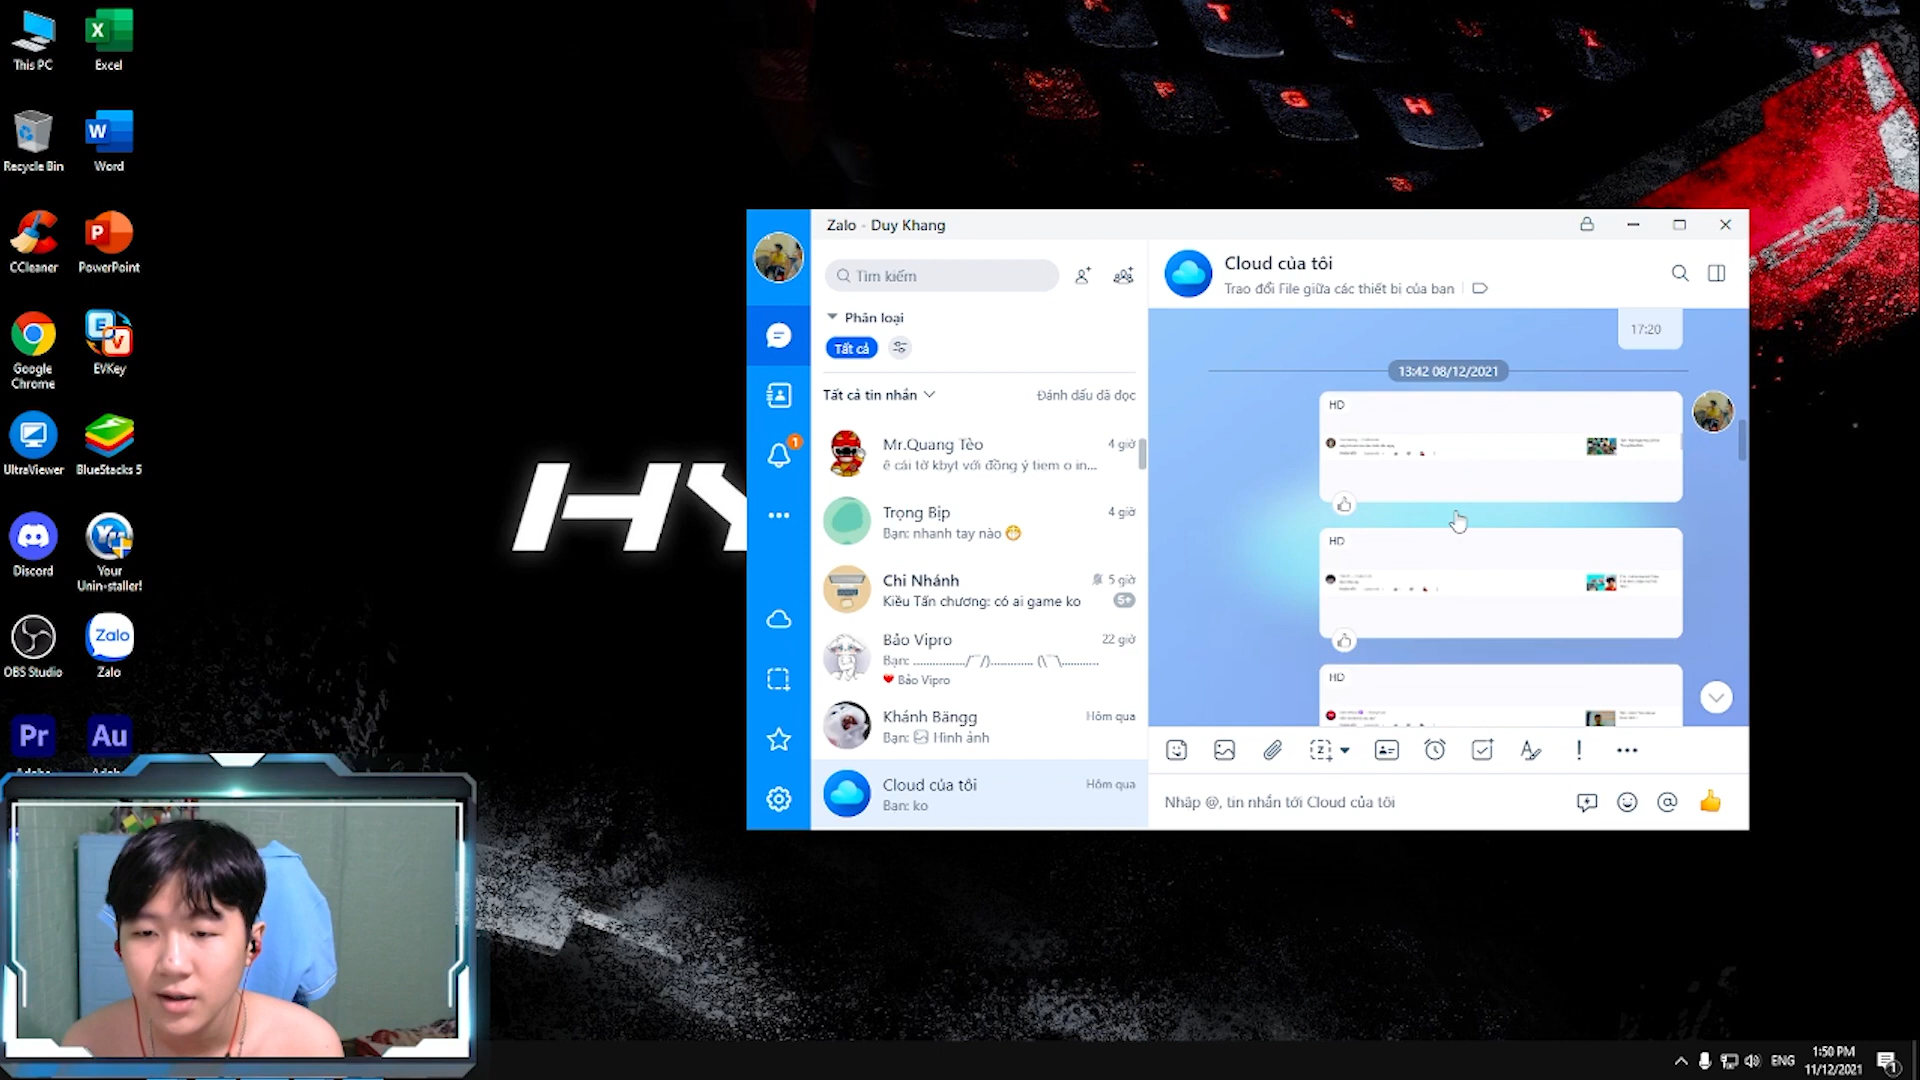 This PC
Excel
Recycle Bin
Word
CCleaner
PowerPoint
Google
Chrome
EVKey
UltraViewer
BlueStacks 5
Discord
Your
Unin-staller!
OBS Studio
Zalo
Zalo
Pr
Au
HY
Zalo - Duy Khang
Tìm kiếm
Phân loại
Tất cả
Tất cả tin nhắn
Đánh dấu đã đọc
Mr.Quang Tèo
4 giờ
ê cái tờ kbyt với đồng ý tiem o in...
Trọng Bịp
4 giờ
Bạn: nhanh tay nào
Chi Nhánh
5 giờ
Kiều Tấn chương: có ai game ko
5+
Bảo Vipro
22 giờ
Bạn: ................/¯¯/)............. (\¯¯\...........
Bảo Vipro
Khánh Bängg
Hôm qua
Bạn: Hình ảnh
Cloud của tôi
Hôm qua
Bạn: ko
1
Cloud của tôi
Trao đổi File giữa các thiết bị của bạn
17:20
13:42 08/12/2021
HD
HD
HD
Nhập @, tin nhắn tới Cloud của tôi
ENG
1:50 PM
11/12/2021
1